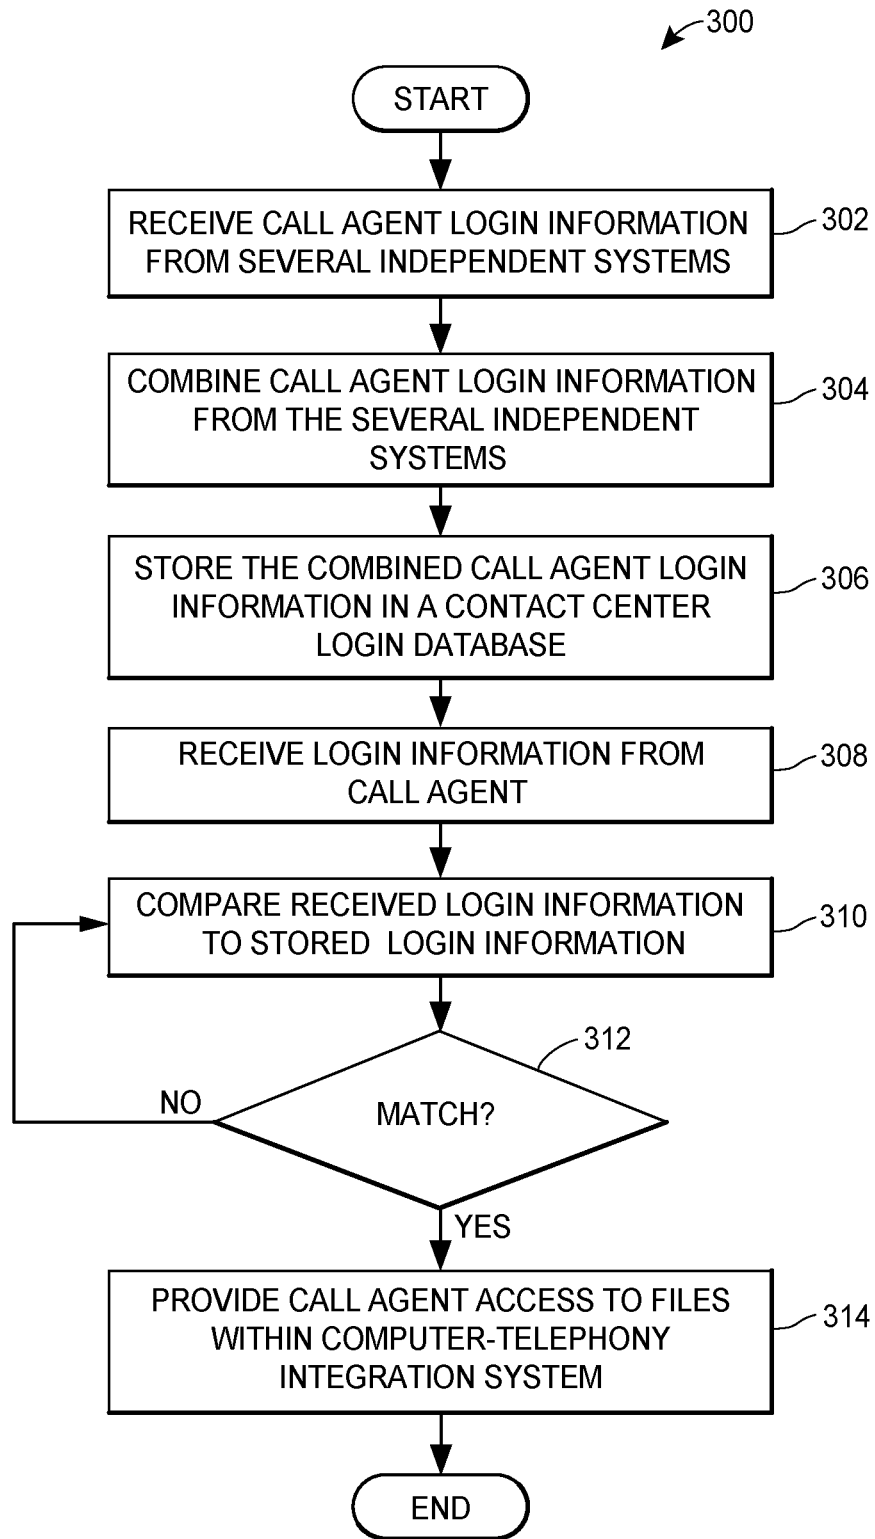 300
START
RECEIVE CALL AGENT LOGIN INFORMATION
FROM SEVERAL INDEPENDENT SYSTEMS
302
COMBINE CALL AGENT LOGIN INFORMATION
FROM THE SEVERAL INDEPENDENT
SYSTEMS
304
STORE THE COMBINED CALL AGENT LOGIN
INFORMATION IN A CONTACT CENTER
LOGIN DATABASE
306
RECEIVE LOGIN INFORMATION FROM
CALL AGENT
308
COMPARE RECEIVED LOGIN INFORMATION
TO STORED LOGIN INFORMATION
310
312
NO
MATCH?
YES
PROVIDE CALL AGENT ACCESS TO FILES
WITHIN COMPUTER-TELEPHONY
INTEGRATION SYSTEM
314
END